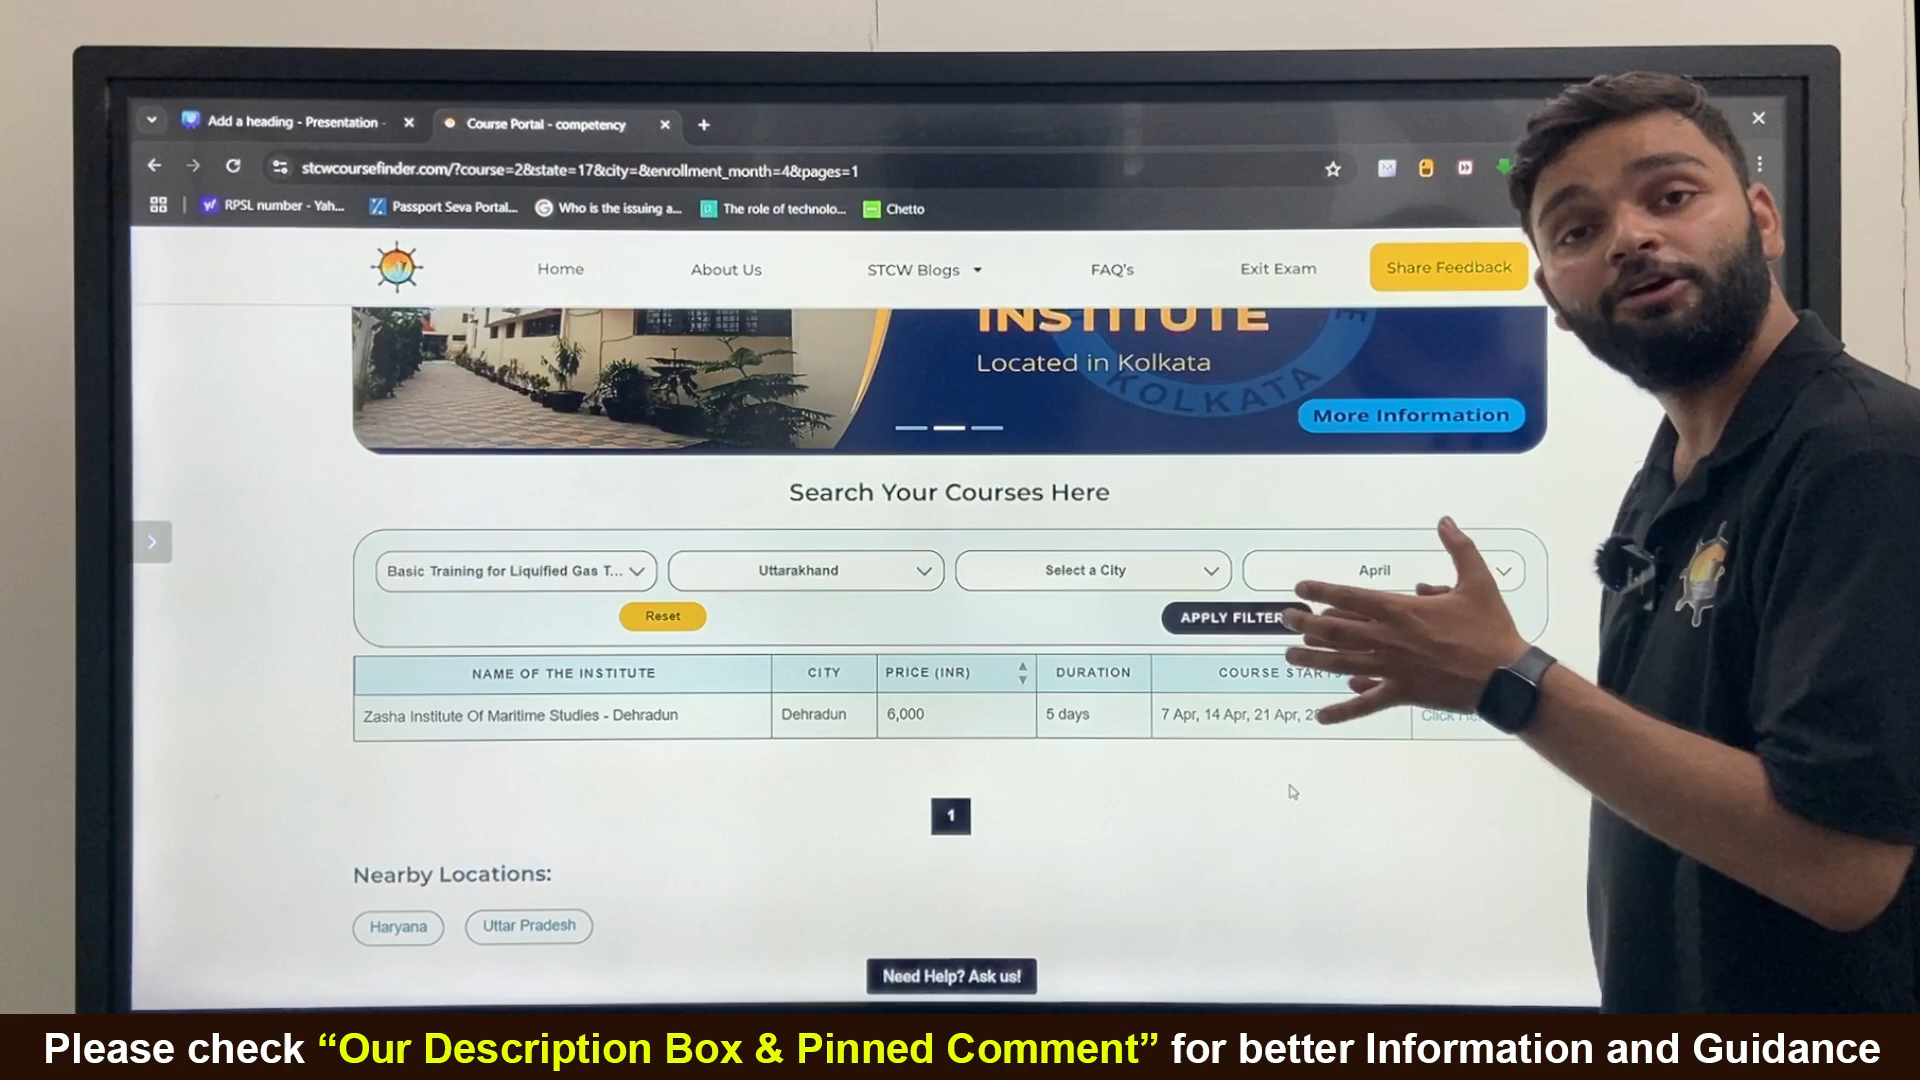 Add a heading - Presentation -
Course Portal - competency
stcwcoursefinder.com/?course=2&state=17&city=&enrollment_month=4&pages=1
RPSL number - Yah...
Passport Seva Portal...
Who is the issuing a...
The role of technolo...
Chetto
Home
About Us
STCW Blogs
FAQ's
Exit Exam
Share Feedback
INSTITUTE
Located in Kolkata
KOLKATA
More Information
Search Your Courses Here
Basic Training for Liquified Gas T...
Uttarakhand
Select a City
April
Reset
APPLY FILTER
NAME OF THE INSTITUTE
CITY
PRICE (INR)
DURATION
COURSE
Zasha Institute Of Maritime Studies - Dehradun
Dehradun
6,000
5 days
7 Apr, 14 Apr, 21 Apr,
Click
1
Nearby Locations:
Haryana
Uttar Pradesh
Need Help? Ask us!
Please check “Our Description Box & Pinned Comment” for better Information and Guidance